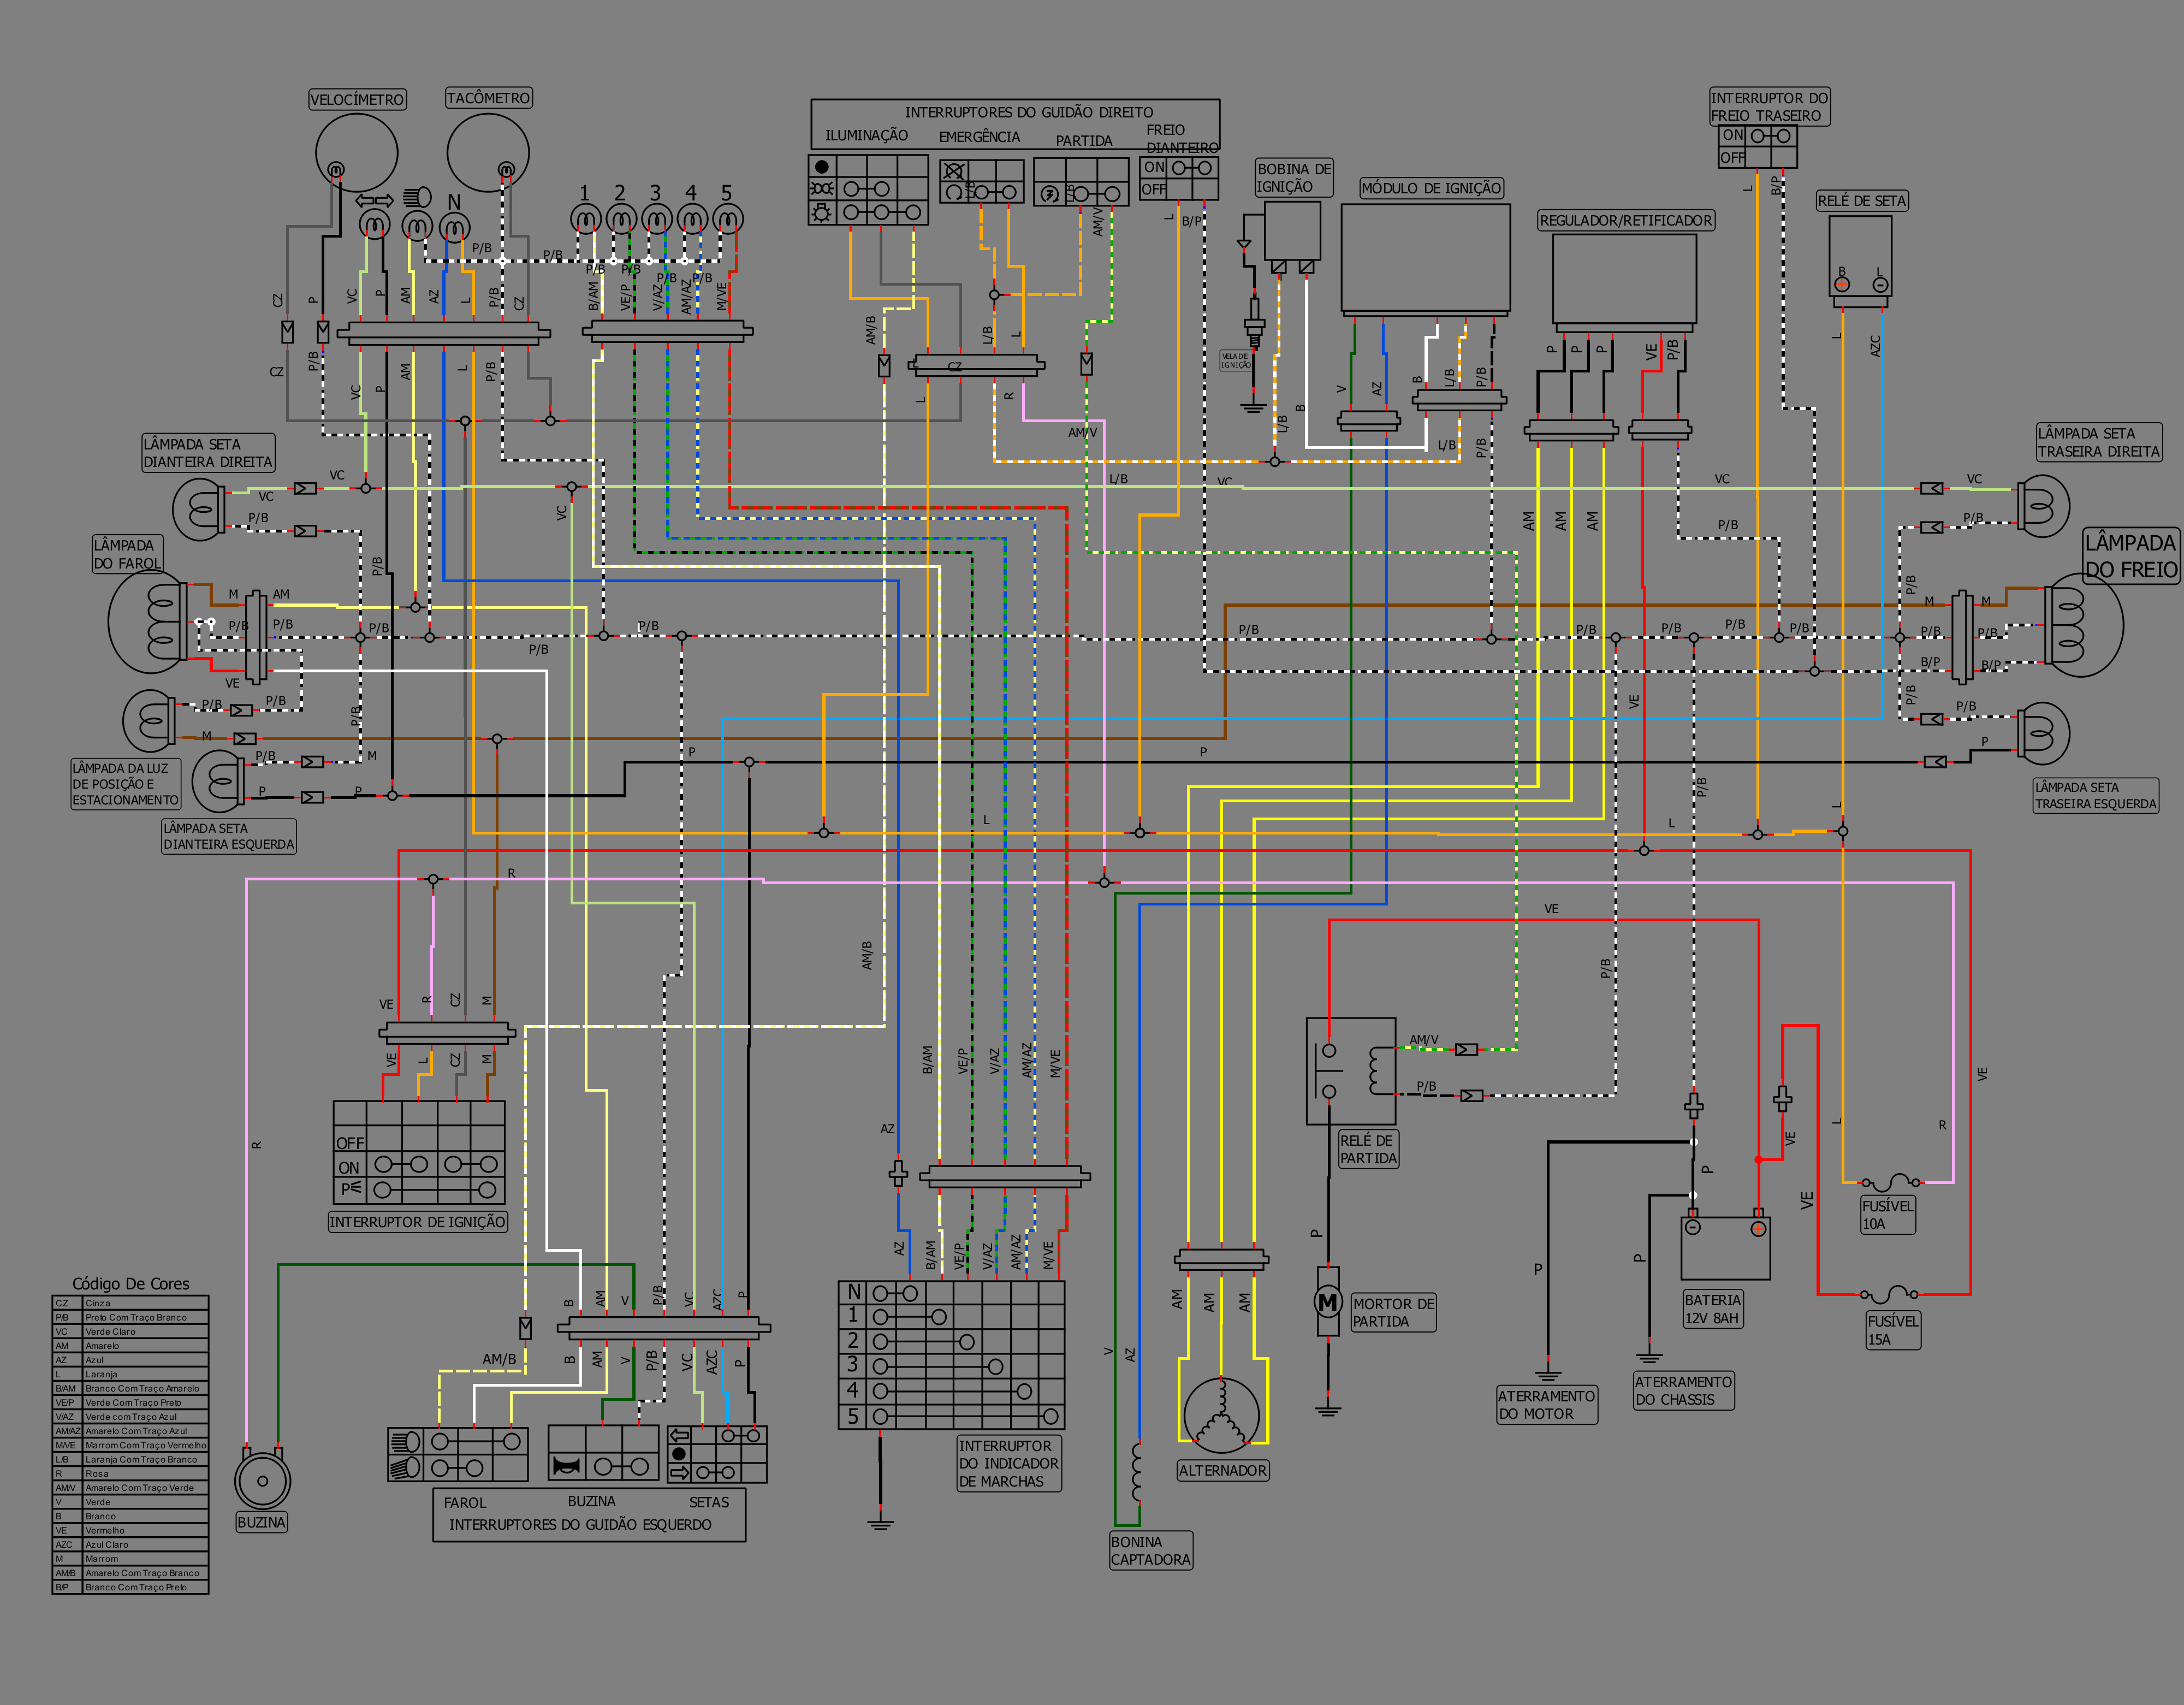 VELOCÍMETRO
TACÔMETRO
INTERRUPTORES DO GUIDÃO DIREITO
ILUMINAÇÃO
EMERGÊNCIA
PARTIDA
FREIO
DIANTEIRO
ON
OFF
BOBINA DE
IGNIÇÃO
MÓDULO DE IGNIÇÃO
REGULADOR/RETIFICADOR
INTERRUPTOR DO
FREIO TRASEIRO
ON
OFF
RELÉ DE SETA
B
L
N
1
2
3
4
5
L/B
L/B
AM/V
L
B/P
L
B/P
P/B
P/B
P/B
P/B
P/B
P/B
CZ
P
VC
P
AM
AZ
L
P/B
CZ
B/AM
VE/P
V/AZ
AM/AZ
M/VE
AM/B
L/B
L
VELA DE
IGNIÇÃO
P
P
P
VE
P/B
L
AZC
CZ
P/B
VC
P
AM
L
P/B
L
CZ
L
R
AM/V
L/B
B
V
AZ
B
L/B
P/B
L/B
P/B
LÂMPADA SETA
DIANTEIRA DIREITA
VC
VC
P/B
VC
L/B
VC
AM
AM
AM
P/B
VC
VC
P/B
LÂMPADA SETA
TRASEIRA DIREITA
LÂMPADA
DO FAROL
LÂMPADA
DO FREIO
M
AM
P/B
P/B
P/B
P/B
P/B
P/B
P/B
P/B
P/B
P/B
P/B
P/B
M
M
P/B
P/B
B/P
B/P
VE
P/B
P/B
P/B
M
P/B
M
P
P
P
P
VE
P/B
P/B
P/B
P
LÂMPADA DA LUZ
DE POSIÇÃO E
ESTACIONAMENTO
LÂMPADA SETA
DIANTEIRA ESQUERDA
LÂMPADA SETA
TRASEIRA ESQUERDA
L
L
L
R
VE
VE
R
CZ
M
VE
L
CZ
M
OFF
ON
P
INTERRUPTOR DE IGNIÇÃO
R
AM/B
B/AM
VE/P
V/AZ
AM/AZ
M/VE
AZ
AZ
B/AM
VE/P
V/AZ
AM/AZ
M/VE
AM/V
P/B
P/B
RELÉ DE
PARTIDA
P
P
P
P
VE
VE
VE
L
R
FUSÍVEL
10A
FUSÍVEL
15A
BATERIA
12V 8AH
M
MORTOR DE
PARTIDA
ATERRAMENTO
DO MOTOR
ATERRAMENTO
DO CHASSIS
AM
AM
AM
ALTERNADOR
V
AZ
BONINA
CAPTADORA
N
1
2
3
4
5
INTERRUPTOR
DO INDICADOR
DE MARCHAS
B
AM
V
P/B
VC
AZC
P
AM/B
B
AM
V
P/B
VC
AZC
P
FAROL
BUZINA
SETAS
INTERRUPTORES DO GUIDÃO ESQUERDO
BUZINA
Código De Cores
CZ Cinza
P/B Preto Com Traço Branco
VC Verde Claro
AM Amarelo
AZ Azul
L Laranja
B/AM Branco Com Traço Amarelo
VE/P Verde Com Traço Preto
V/AZ Verde com Traço Azul
AM/AZ Amarelo Com Traço Azul
M/VE Marrom Com Traço Vermelho
L/B Laranja Com Traço Branco
R Rosa
AM/V Amarelo Com Traço Verde
V Verde
B Branco
VE Vermelho
AZC Azul Claro
M Marrom
AM/B Amarelo Com Traço Branco
B/P Branco Com Traço Preto